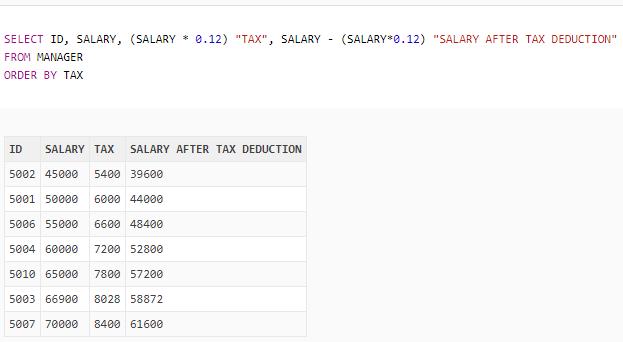 SELECT ID, SALARY, (SALARY * 0.12) "TAX", SALARY - (SALARY*0.12) "SALARY AFTER TAX DEDUCTION"
FROM MANAGER
ORDER BY TAX
ID SALARY TAX SALARY AFTER TAX DEDUCTION
5002 45000 5400 39600
5001 50000 6000 44000
5006 55000 6600 48400
5004 60000 7200 52800
5010 65000 7800 57200
5003 66900 8028 58872
5007 70000 8400 61600